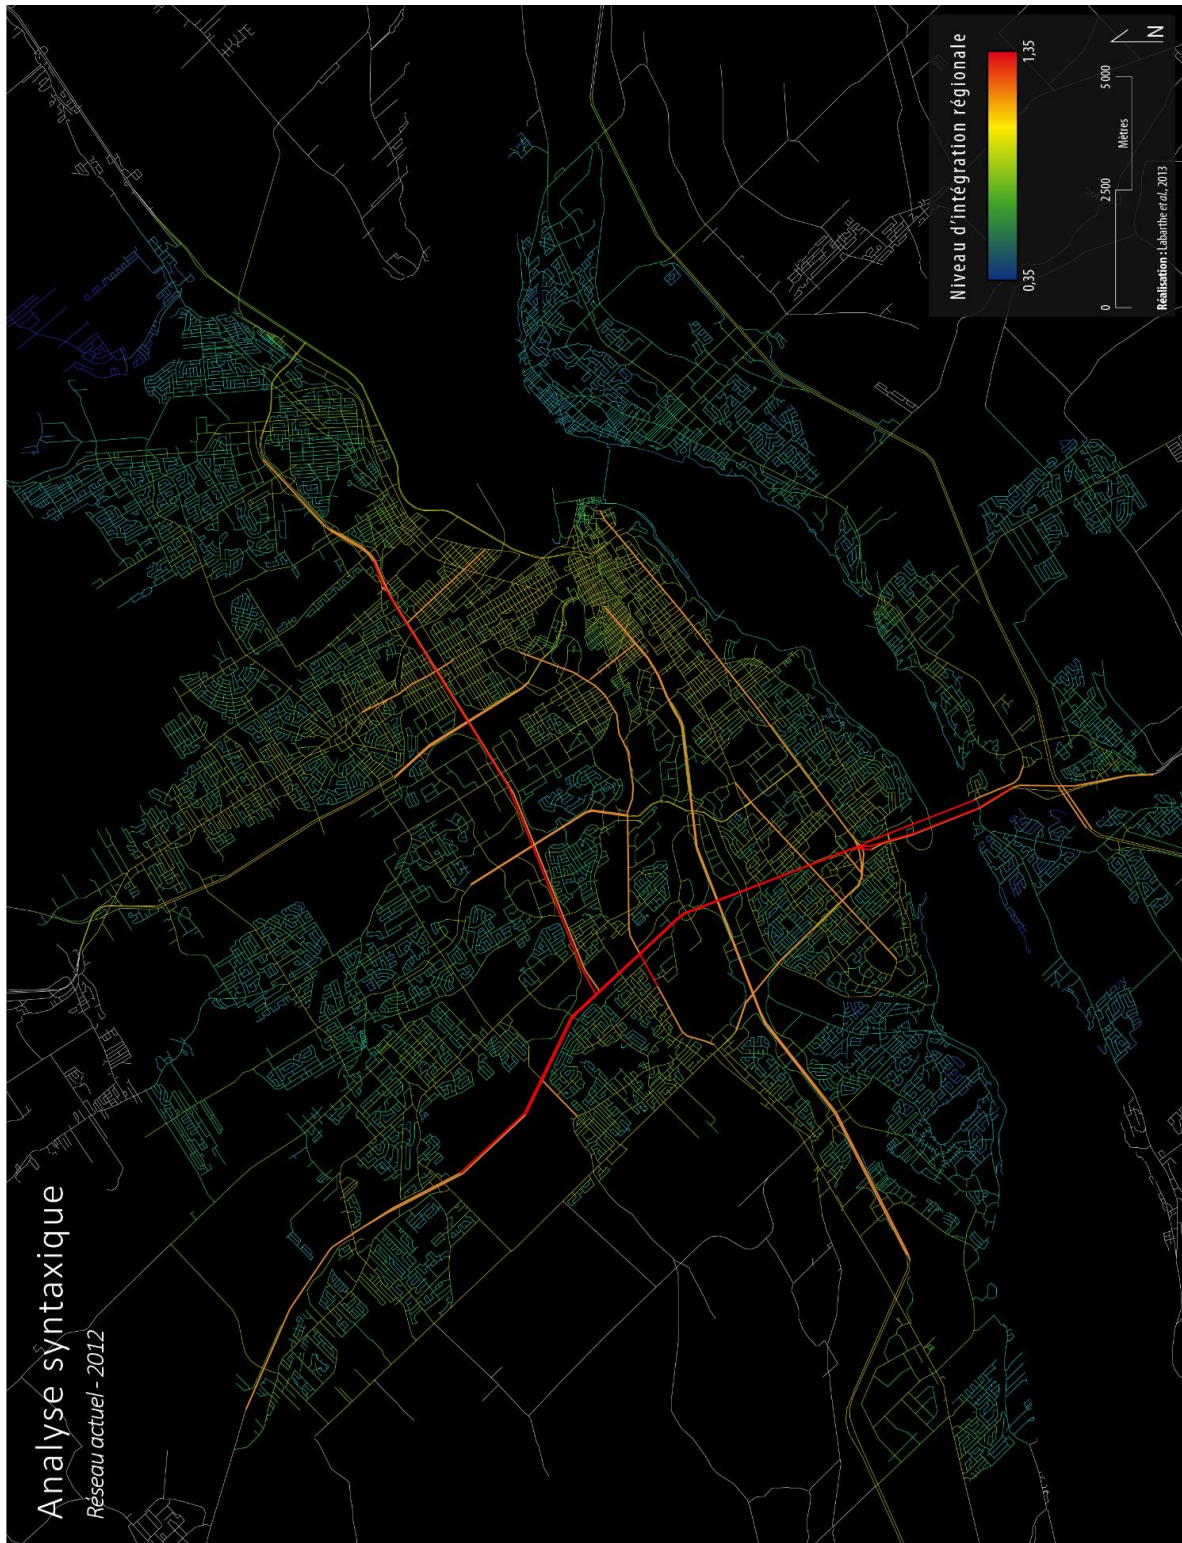 Analyse syntaxique
Réseau actuel - 2012
Niveau d'intégration régionale
0,35
1,35
0
2 500
5 000
Mètres
N
Réalisation : Labarthe et al., 2013